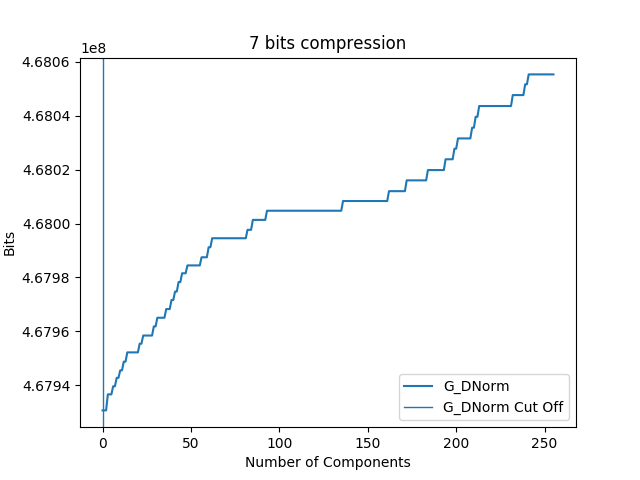 7 bits compression
1e8
4.6806
4.6804
4.6802
4.6800
4.6798
4.6796
4.6794
Bits
0 50 100 150 200 250
Number of Components
G_DNorm
G_DNorm Cut Off